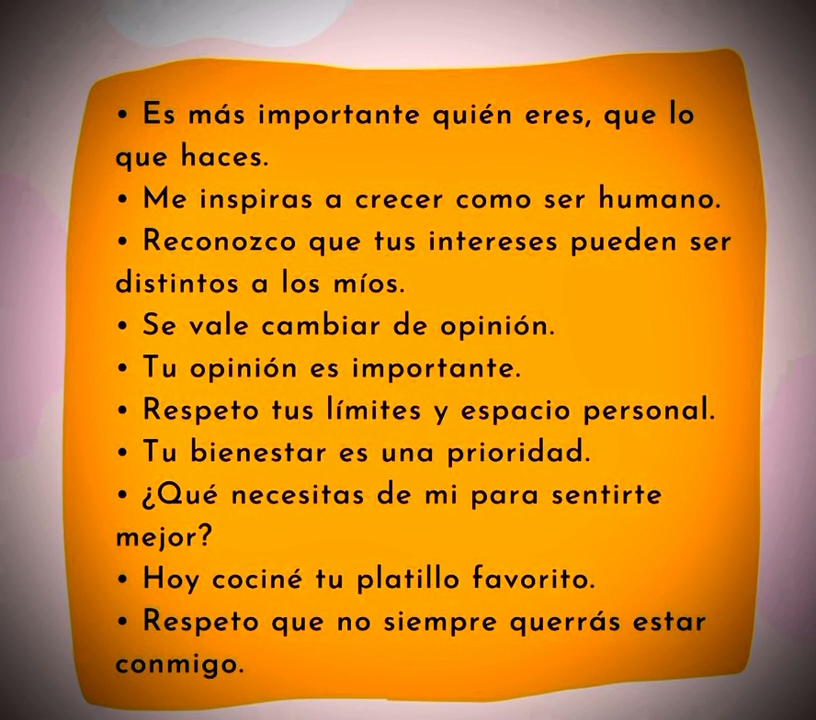 • Es más importante quién eres, que lo
que haces.
• Me inspiras a crecer como ser humano.
• Reconozco que tus intereses pueden ser
distintos a los míos.
• Se vale cambiar de opinión.
• Tu opinión es importante.
• Respeto tus límites y espacio personal.
• Tu bienestar es una prioridad.
• ¿Qué necesitas de mi para sentirte
mejor?
• Hoy cociné tu platillo favorito.
• Respeto que no siempre querrás estar
conmigo.